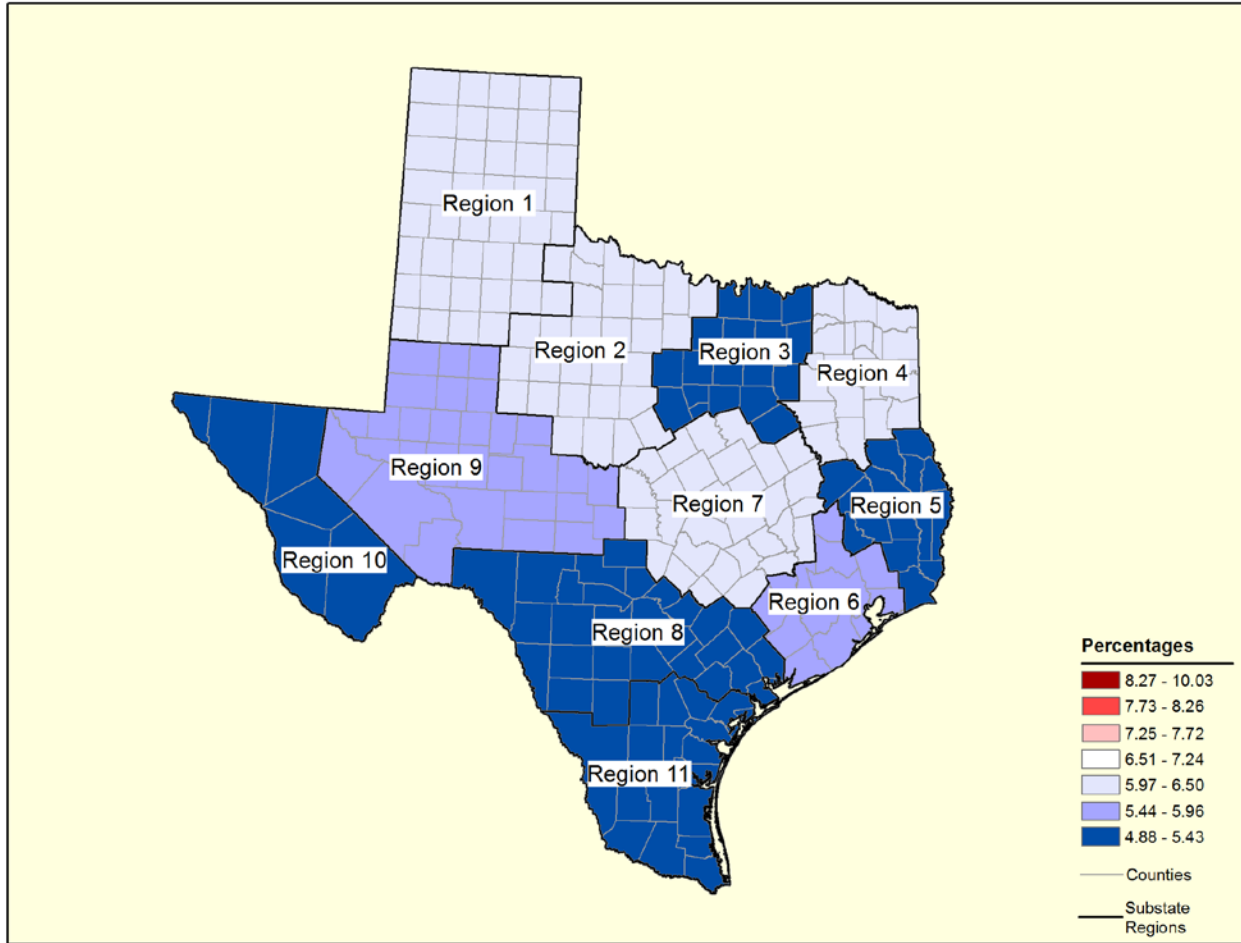 Region 1
Region 2
Region 3
Region 4
Region 9
Region 7
Region 5
Region 10
Region 6
Region 8
Region 11
Percentages
8.27 - 10.03
7.73 - 8.26
7.25 - 7.72
6.51 - 7.24
5.97 - 6.50
5.44 - 5.96
4.88 - 5.43
Counties
Substate
Regions